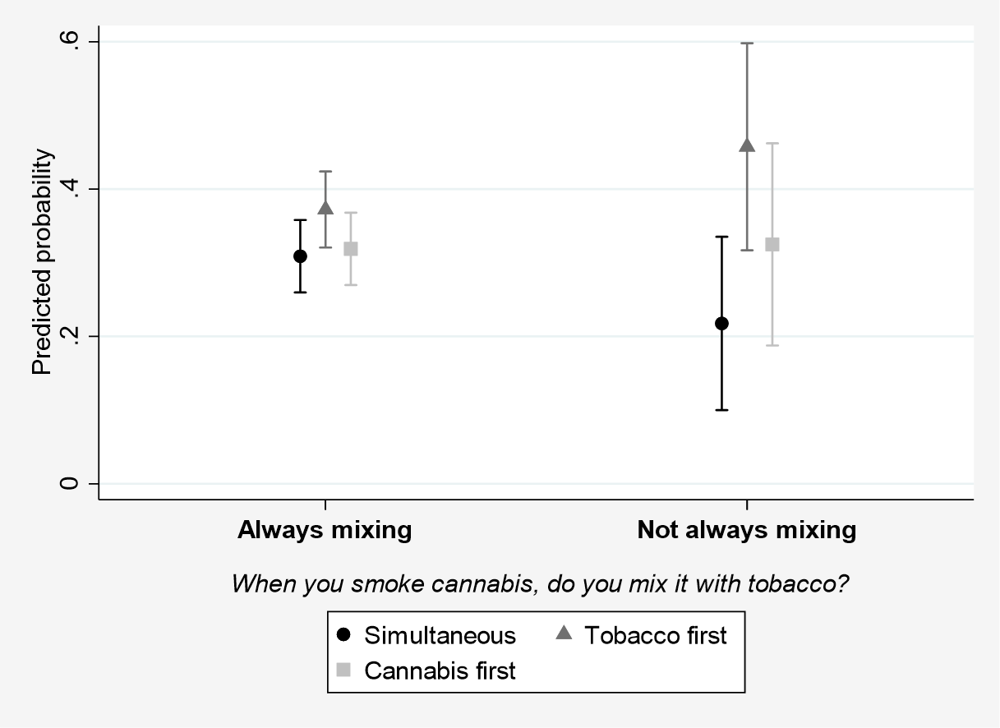 Predicted probability
.6
.4
.2
0
Always mixing
Not always mixing
When you smoke cannabis, do you mix it with tobacco?
Simultaneous
Tobacco first
Cannabis first